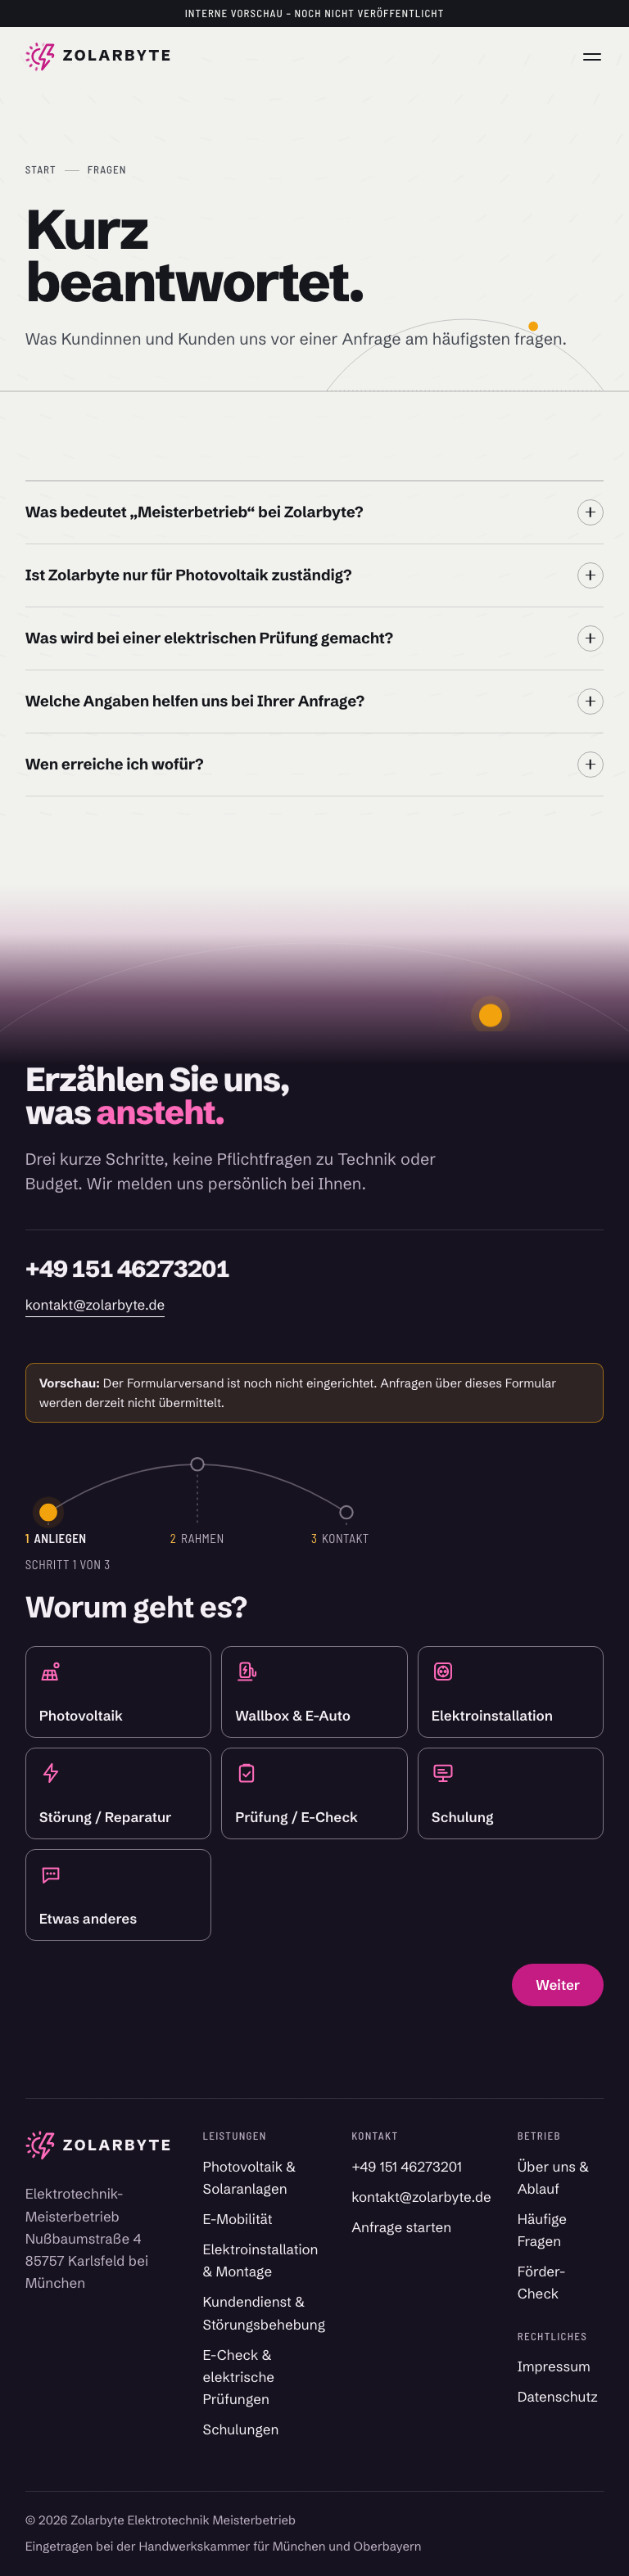 INTERNE VORSCHAU – NOCH NICHT VERÖFFENTLICHT
ZOLARBYTE
START — FRAGEN
Kurz
beantwortet.
Was Kundinnen und Kunden uns vor einer Anfrage am häufigsten fragen.
Was bedeutet „Meisterbetrieb“ bei Zolarbyte?
Ist Zolarbyte nur für Photovoltaik zuständig?
Was wird bei einer elektrischen Prüfung gemacht?
Welche Angaben helfen uns bei Ihrer Anfrage?
Wen erreiche ich wofür?
Erzählen Sie uns,
was ansteht.
Drei kurze Schritte, keine Pflichtfragen zu Technik oder
Budget. Wir melden uns persönlich bei Ihnen.
+49 151 46273201
kontakt@zolarbyte.de
Vorschau: Der Formularversand ist noch nicht eingerichtet. Anfragen über dieses Formular
werden derzeit nicht übermittelt.
1 ANLIEGEN
2 RAHMEN
3 KONTAKT
SCHRITT 1 VON 3
Worum geht es?
Photovoltaik
Wallbox & E-Auto
Elektroinstallation
Störung / Reparatur
Prüfung / E-Check
Schulung
Etwas anderes
Weiter
ZOLARBYTE
Elektrotechnik-
Meisterbetrieb
Nußbaumstraße 4
85757 Karlsfeld bei
München
LEISTUNGEN
Photovoltaik &
Solaranlagen
E-Mobilität
Elektroinstallation
& Montage
Kundendienst &
Störungsbehebung
E-Check &
elektrische
Prüfungen
Schulungen
KONTAKT
+49 151 46273201
kontakt@zolarbyte.de
Anfrage starten
BETRIEB
Über uns &
Ablauf
Häufige
Fragen
Förder-
Check
RECHTLICHES
Impressum
Datenschutz
© 2026 Zolarbyte Elektrotechnik Meisterbetrieb
Eingetragen bei der Handwerkskammer für München und Oberbayern